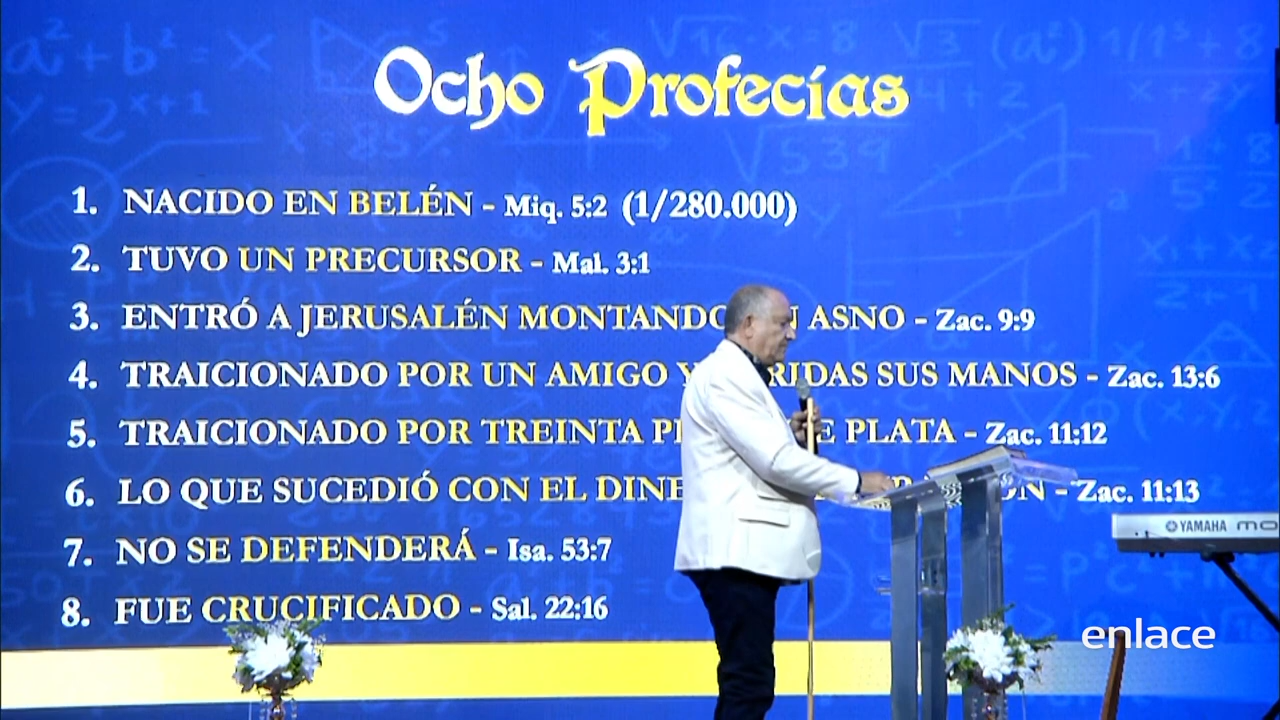 Ocho Profecías
1. NACIDO EN BELÉN - Miq. 5:2 (1/280.000)
2. TUVO UN PRECURSOR - Mal. 3:1
3. ENTRÓ A JERUSALÉN MONTANDO ASNO - Zac. 9:9
4. TRAICIONADO POR UN AMIGO Y SUS MANOS - Zac. 13:6
5. TRAICIONADO POR TREINTA PLATA - Zac. 11:12
6. LO QUE SUCEDIÓ CON EL - Zac. 11:13
7. NO SE DEFENDERÁ - Isa. 53:7
8. FUE CRUCIFICADO - Sal. 22:16
YAMAHA
enlace